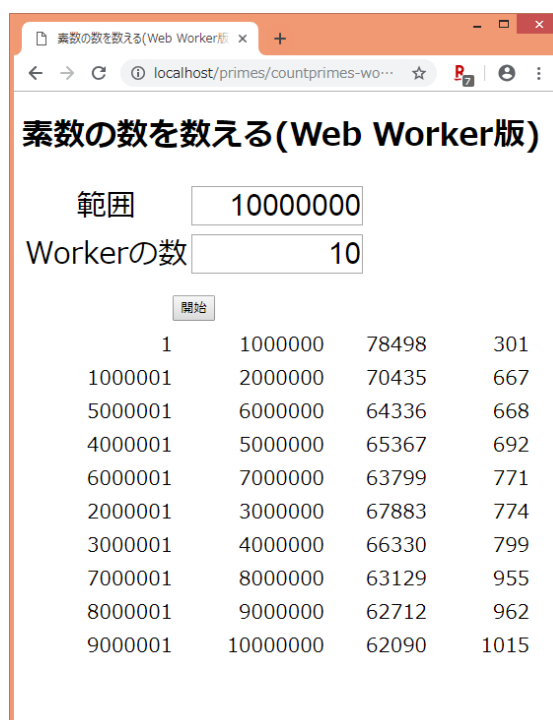 素数の数を数える(Web Worker版
localhost/primes/countprimes-wo…
7
素数の数を数える(Web Worker版)
範囲 10000000
Workerの数 10
開始
1 1000000 78498 301
1000001 2000000 70435 667
5000001 6000000 64336 668
4000001 5000000 65367 692
6000001 7000000 63799 771
2000001 3000000 67883 774
3000001 4000000 66330 799
7000001 8000000 63129 955
8000001 9000000 62712 962
9000001 10000000 62090 1015